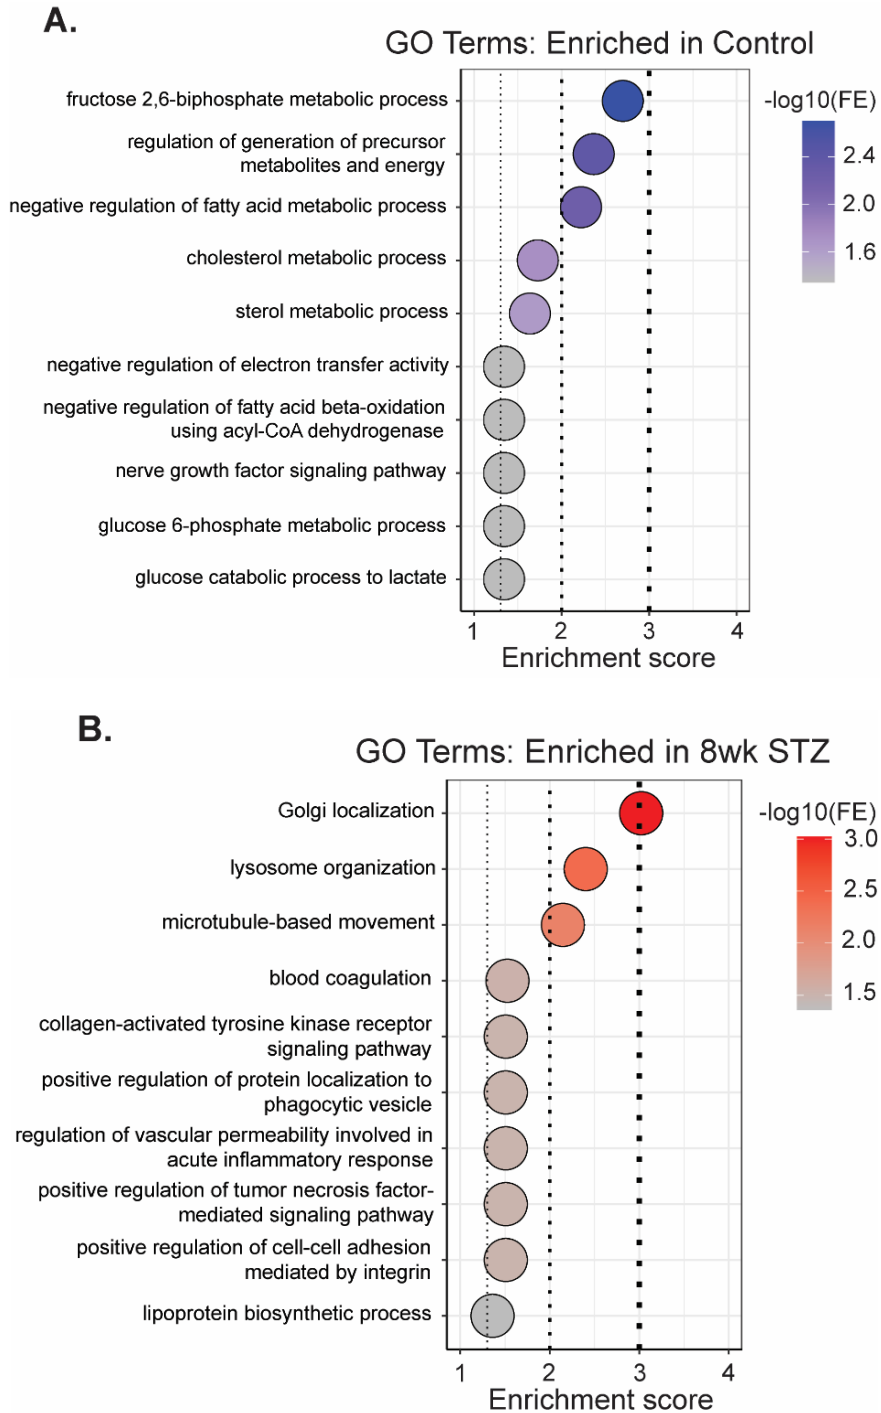 A.
GO Terms: Enriched in Control
fructose 2,6-biphosphate metabolic process
regulation of generation of precursor
metabolites and energy
negative regulation of fatty acid metabolic process
cholesterol metabolic process
sterol metabolic process
negative regulation of electron transfer activity
negative regulation of fatty acid beta-oxidation
using acyl-CoA dehydrogenase
nerve growth factor signaling pathway
glucose 6-phosphate metabolic process
glucose catabolic process to lactate
1 2 3 4
Enrichment score
-log10(FE)
2.4
2.0
1.6
B.
GO Terms: Enriched in 8wk STZ
Golgi localization
lysosome organization
microtubule-based movement
blood coagulation
collagen-activated tyrosine kinase receptor
signaling pathway
positive regulation of protein localization to
phagocytic vesicle
regulation of vascular permeability involved in
acute inflammatory response
positive regulation of tumor necrosis factor-
mediated signaling pathway
positive regulation of cell-cell adhesion
mediated by integrin
lipoprotein biosynthetic process
1 2 3 4
Enrichment score
-log10(FE)
3.0
2.5
2.0
1.5